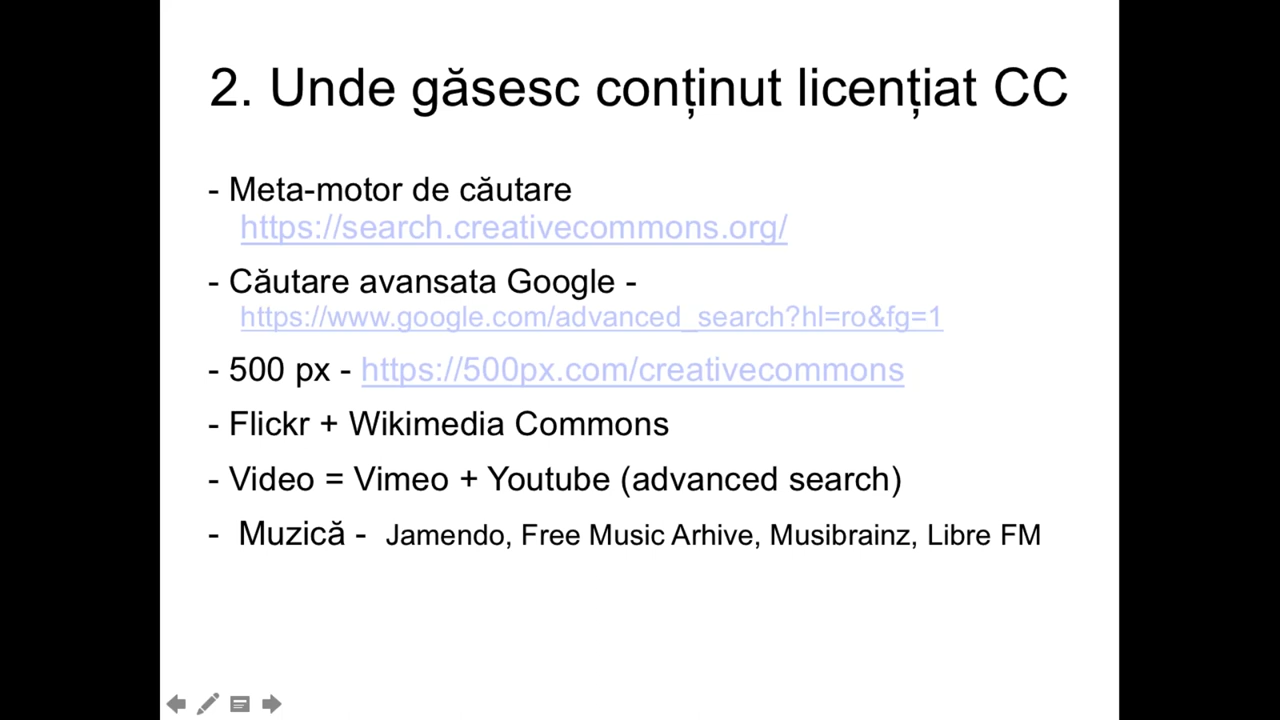 2. Unde găsesc conținut licențiat CC
- Meta-motor de căutare
https://search.creativecommons.org/
- Căutare avansata Google -
https://www.google.com/advanced_search?hl=ro&fg=1
- 500 px - https://500px.com/creativecommons
- Flickr + Wikimedia Commons
- Video = Vimeo + Youtube (advanced search)
- Muzică - Jamendo, Free Music Arhive, Musibrainz, Libre FM